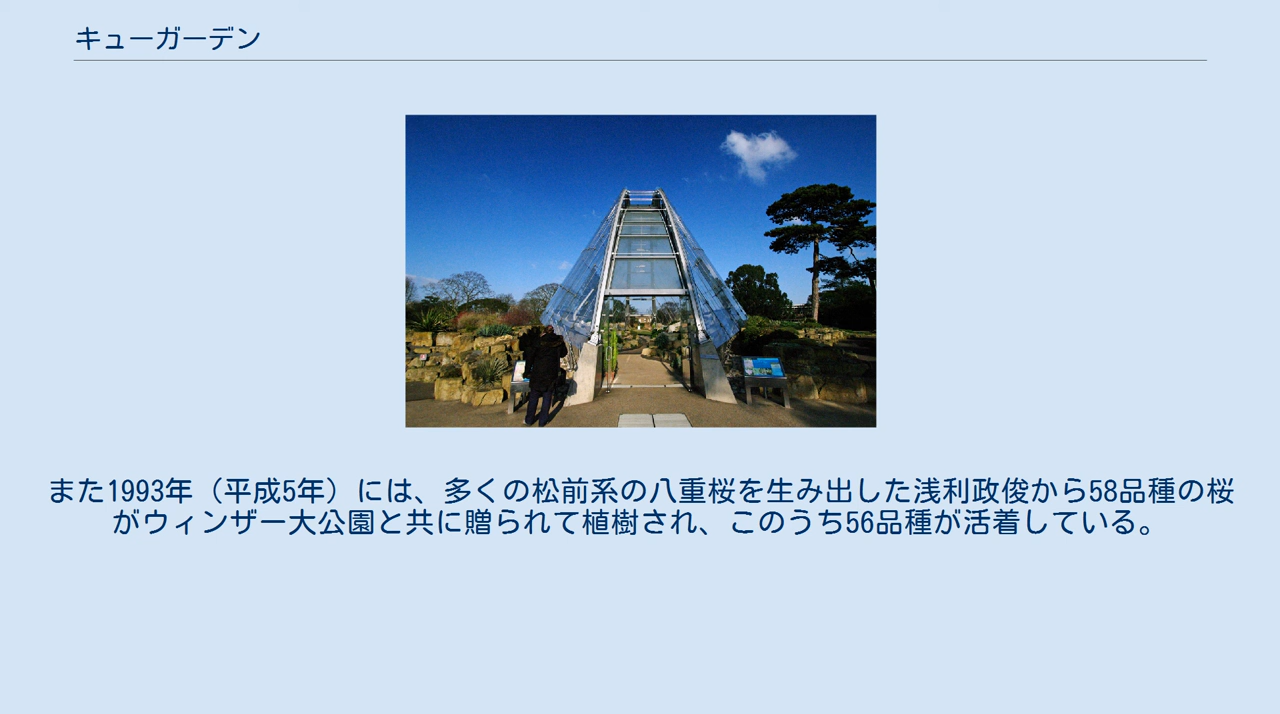 キューガーデン
また1993年（平成5年）には、多くの松前系の八重桜を生み出した浅利政俊から58品種の桜
がウィンザー大公園と共に贈られて植樹され、このうち56品種が活着している。